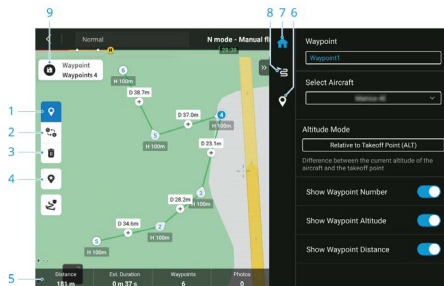 9
8
7
6
Normal
N mode - Manual fl
28:38
H
Waypoint
Waypoints 4
Waypoint
Waypoint1
Select Aircraft
Altitude Mode
Relative to Takeoff Point (ALT)
Difference between the current altitude of the
aircraft and the takeoff point
Show Waypoint Number
Show Waypoint Altitude
Show Waypoint Distance
1
2
3
4
5
6
H 100m
D 38.7m
D 37.0m
4
H 100m
5
H 100m
D 23.1m
D 28.2m
3
H 100m
D 34.6m
2
H 100m
S
H 100m
Distance
Est. Duration
Waypoints
Photos
181 m
0 m 37 s
6
0